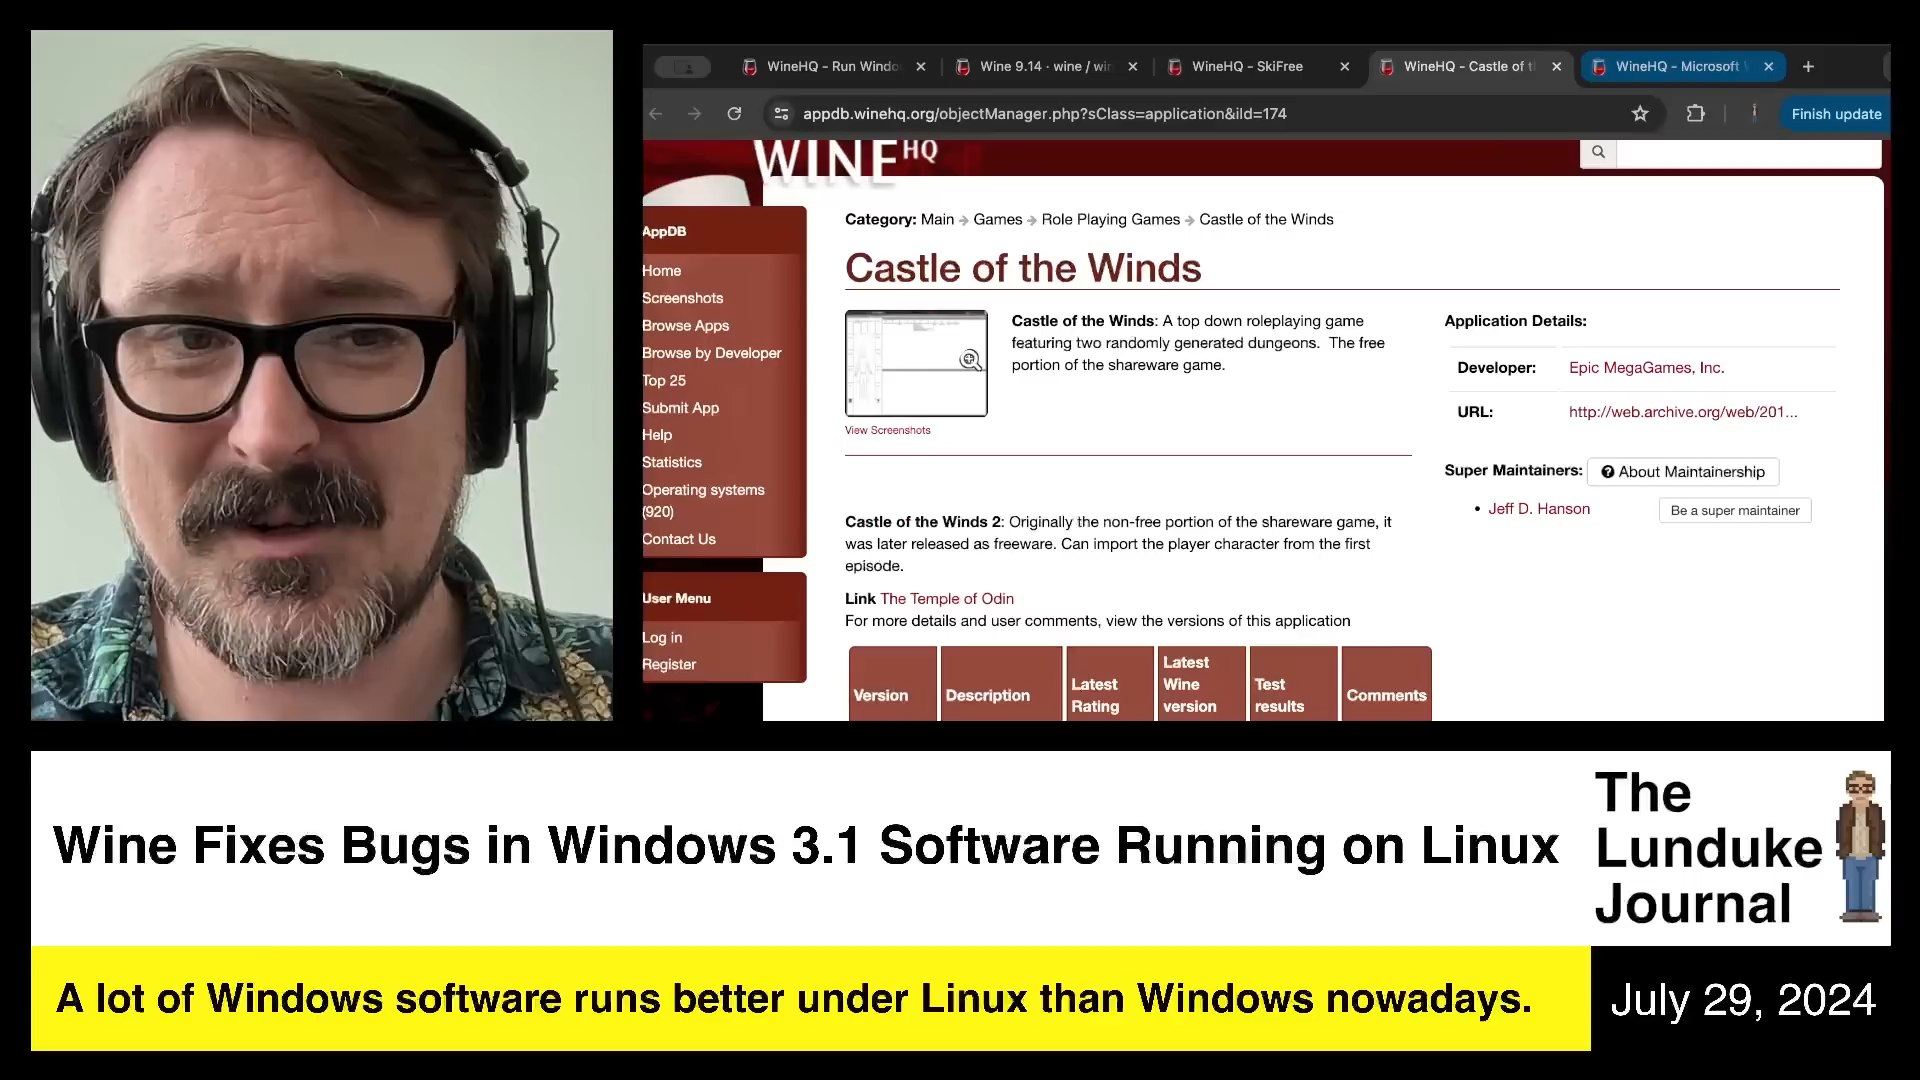 WineHQ - Run Windo
Wine 9.14 · wine / win
WineHQ - SkiFree
WineHQ - Castle of t
WineHQ - Microsoft
appdb.winehq.org/objectManager.php?sClass=application&iId=174
Finish update
WINE HQ
AppDB
Home
Screenshots
Browse Apps
Browse by Developer
Top 25
Submit App
Help
Statistics
Operating systems
(920)
Contact Us
User Menu
Log in
Register
Category: Main → Games → Role Playing Games → Castle of the Winds
Castle of the Winds
View Screenshots
Castle of the Winds: A top down roleplaying game
featuring two randomly generated dungeons. The free
portion of the shareware game.
Castle of the Winds 2: Originally the non-free portion of the shareware game, it
was later released as freeware. Can import the player character from the first
episode.
Link The Temple of Odin
For more details and user comments, view the versions of this application
Version
Description
Latest
Rating
Latest
Wine
version
Test
results
Comments
Application Details:
Developer: Epic MegaGames, Inc.
URL: http://web.archive.org/web/201...
Super Maintainers: About Maintainership
• Jeff D. Hanson
Be a super maintainer
Wine Fixes Bugs in Windows 3.1 Software Running on Linux
The
Lunduke
Journal
A lot of Windows software runs better under Linux than Windows nowadays.
July 29, 2024